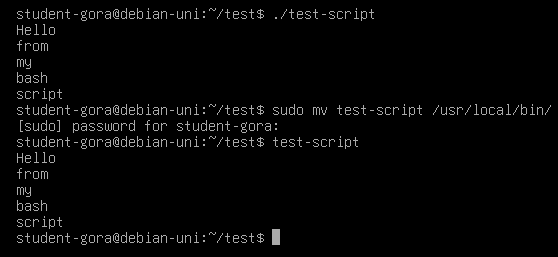 student-gora@debian-uni:~/test$ ./test-script
Hello
from
my
bash
script
student-gora@debian-uni:~/test$ sudo mv test-script /usr/local/bin/
[sudo] password for student-gora:
student-gora@debian-uni:~/test$ test-script
Hello
from
my
bash
script
student-gora@debian-uni:~/test$